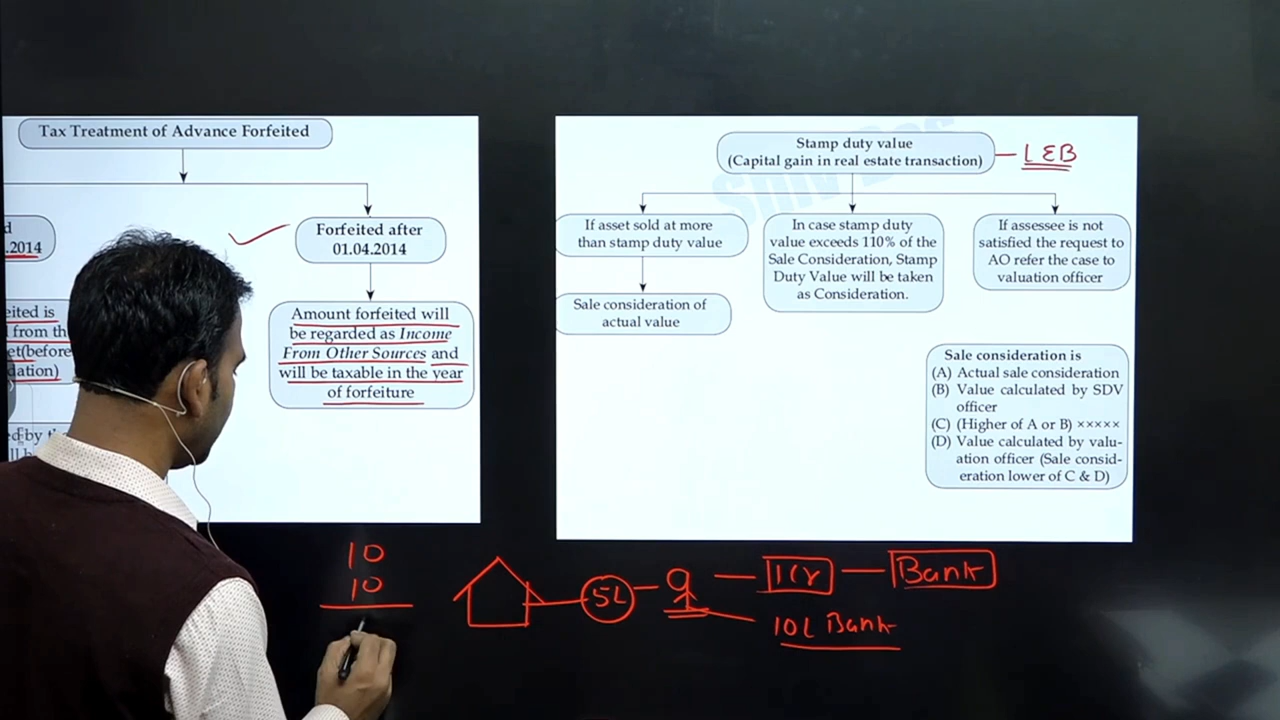 Tax Treatment of Advance Forfeited
d
.2014
Forfeited after
01.04.2014
eited is
from th
et(before
dation)
Amount forfeited will
be regarded as Income
From Other Sources and
will be taxable in the year
of forfeiture
Stamp duty value
(Capital gain in real estate transaction)
L &B
If asset sold at more
than stamp duty value
Sale consideration of
actual value
In case stamp duty
value exceeds 110% of the
Sale Consideration, Stamp
Duty Value will be taken
as Consideration.
If assessee is not
satisfied the request to
AO refer the case to
valuation officer
Sale consideration is
(A) Actual sale consideration
(B) Value calculated by SDV
officer
(C) (Higher of A or B) ×××××
(D) Value calculated by valu-
ation officer (Sale consid-
eration lower of C & D)
10
10
5L
1Cr
Bank
10L Bank